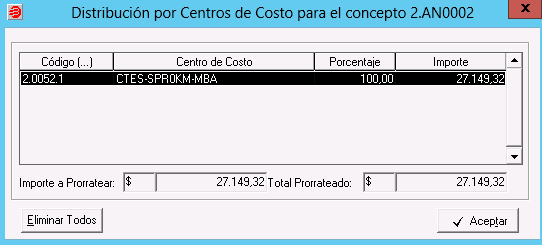 Distribución por Centros de Costo para el concepto 2.AN0002 x
Código (...) Centro de Costo Porcentaje Importe
2.0052.1 CTES-SPR0KM-MBA 100,00 27.149,32
Importe a Prorratear: $ 27.149,32 Total Prorrateado: $ 27.149,32
Eliminar Todos Aceptar